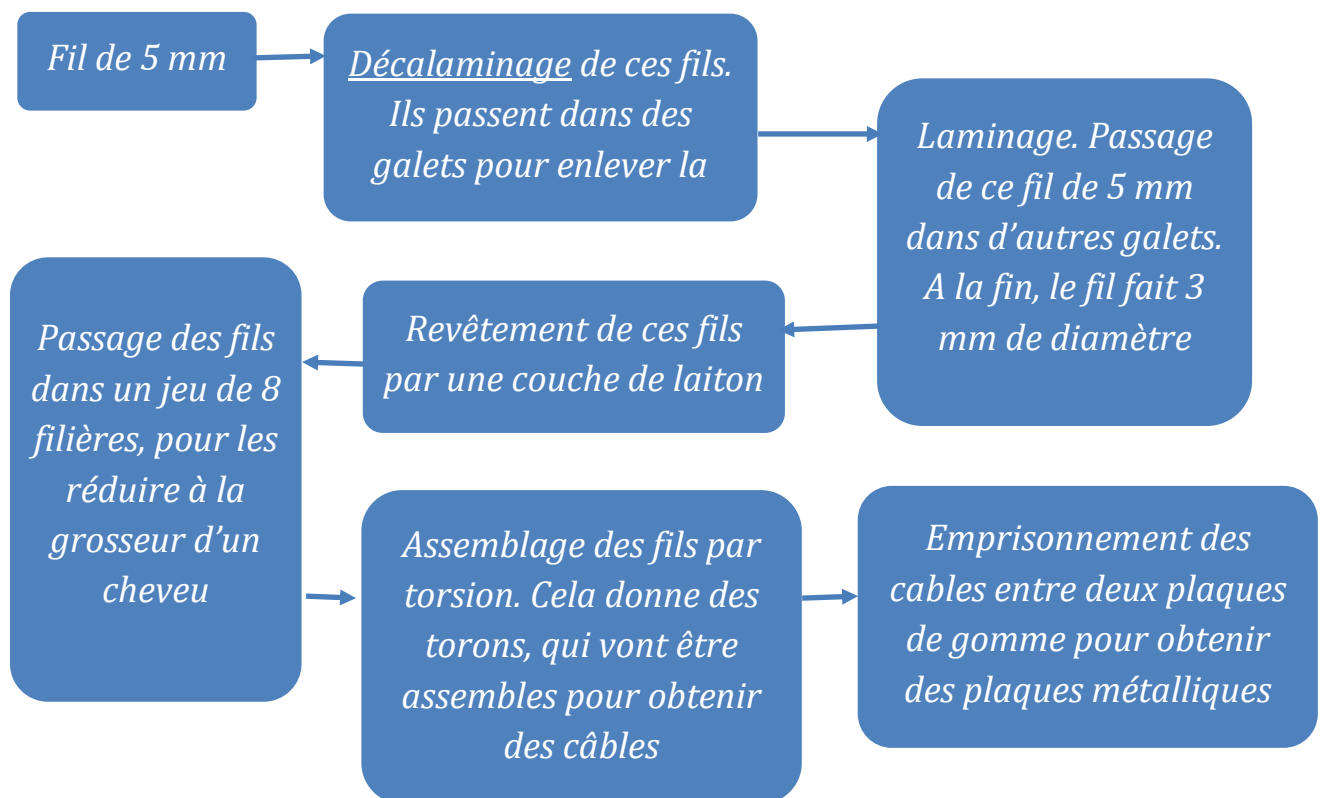 Fil de 5 mm
Décalaminage de ces fils.
Ils passent dans des
galets pour enlever la
Laminage. Passage
de ce fil de 5 mm
dans d'autres galets.
A la fin, le fil fait 3
mm de diamètre
Revêtement de ces fils
par une couche de laiton
Passage des fils
dans un jeu de 8
filières, pour les
réduire à la
grosseur d'un
cheveu
Assemblage des fils par
torsion. Cela donne des
torons, qui vont être
assembles pour obtenir
des câbles
Emprisonnement des
cables entre deux plaques
de gomme pour obtenir
des plaques métalliques